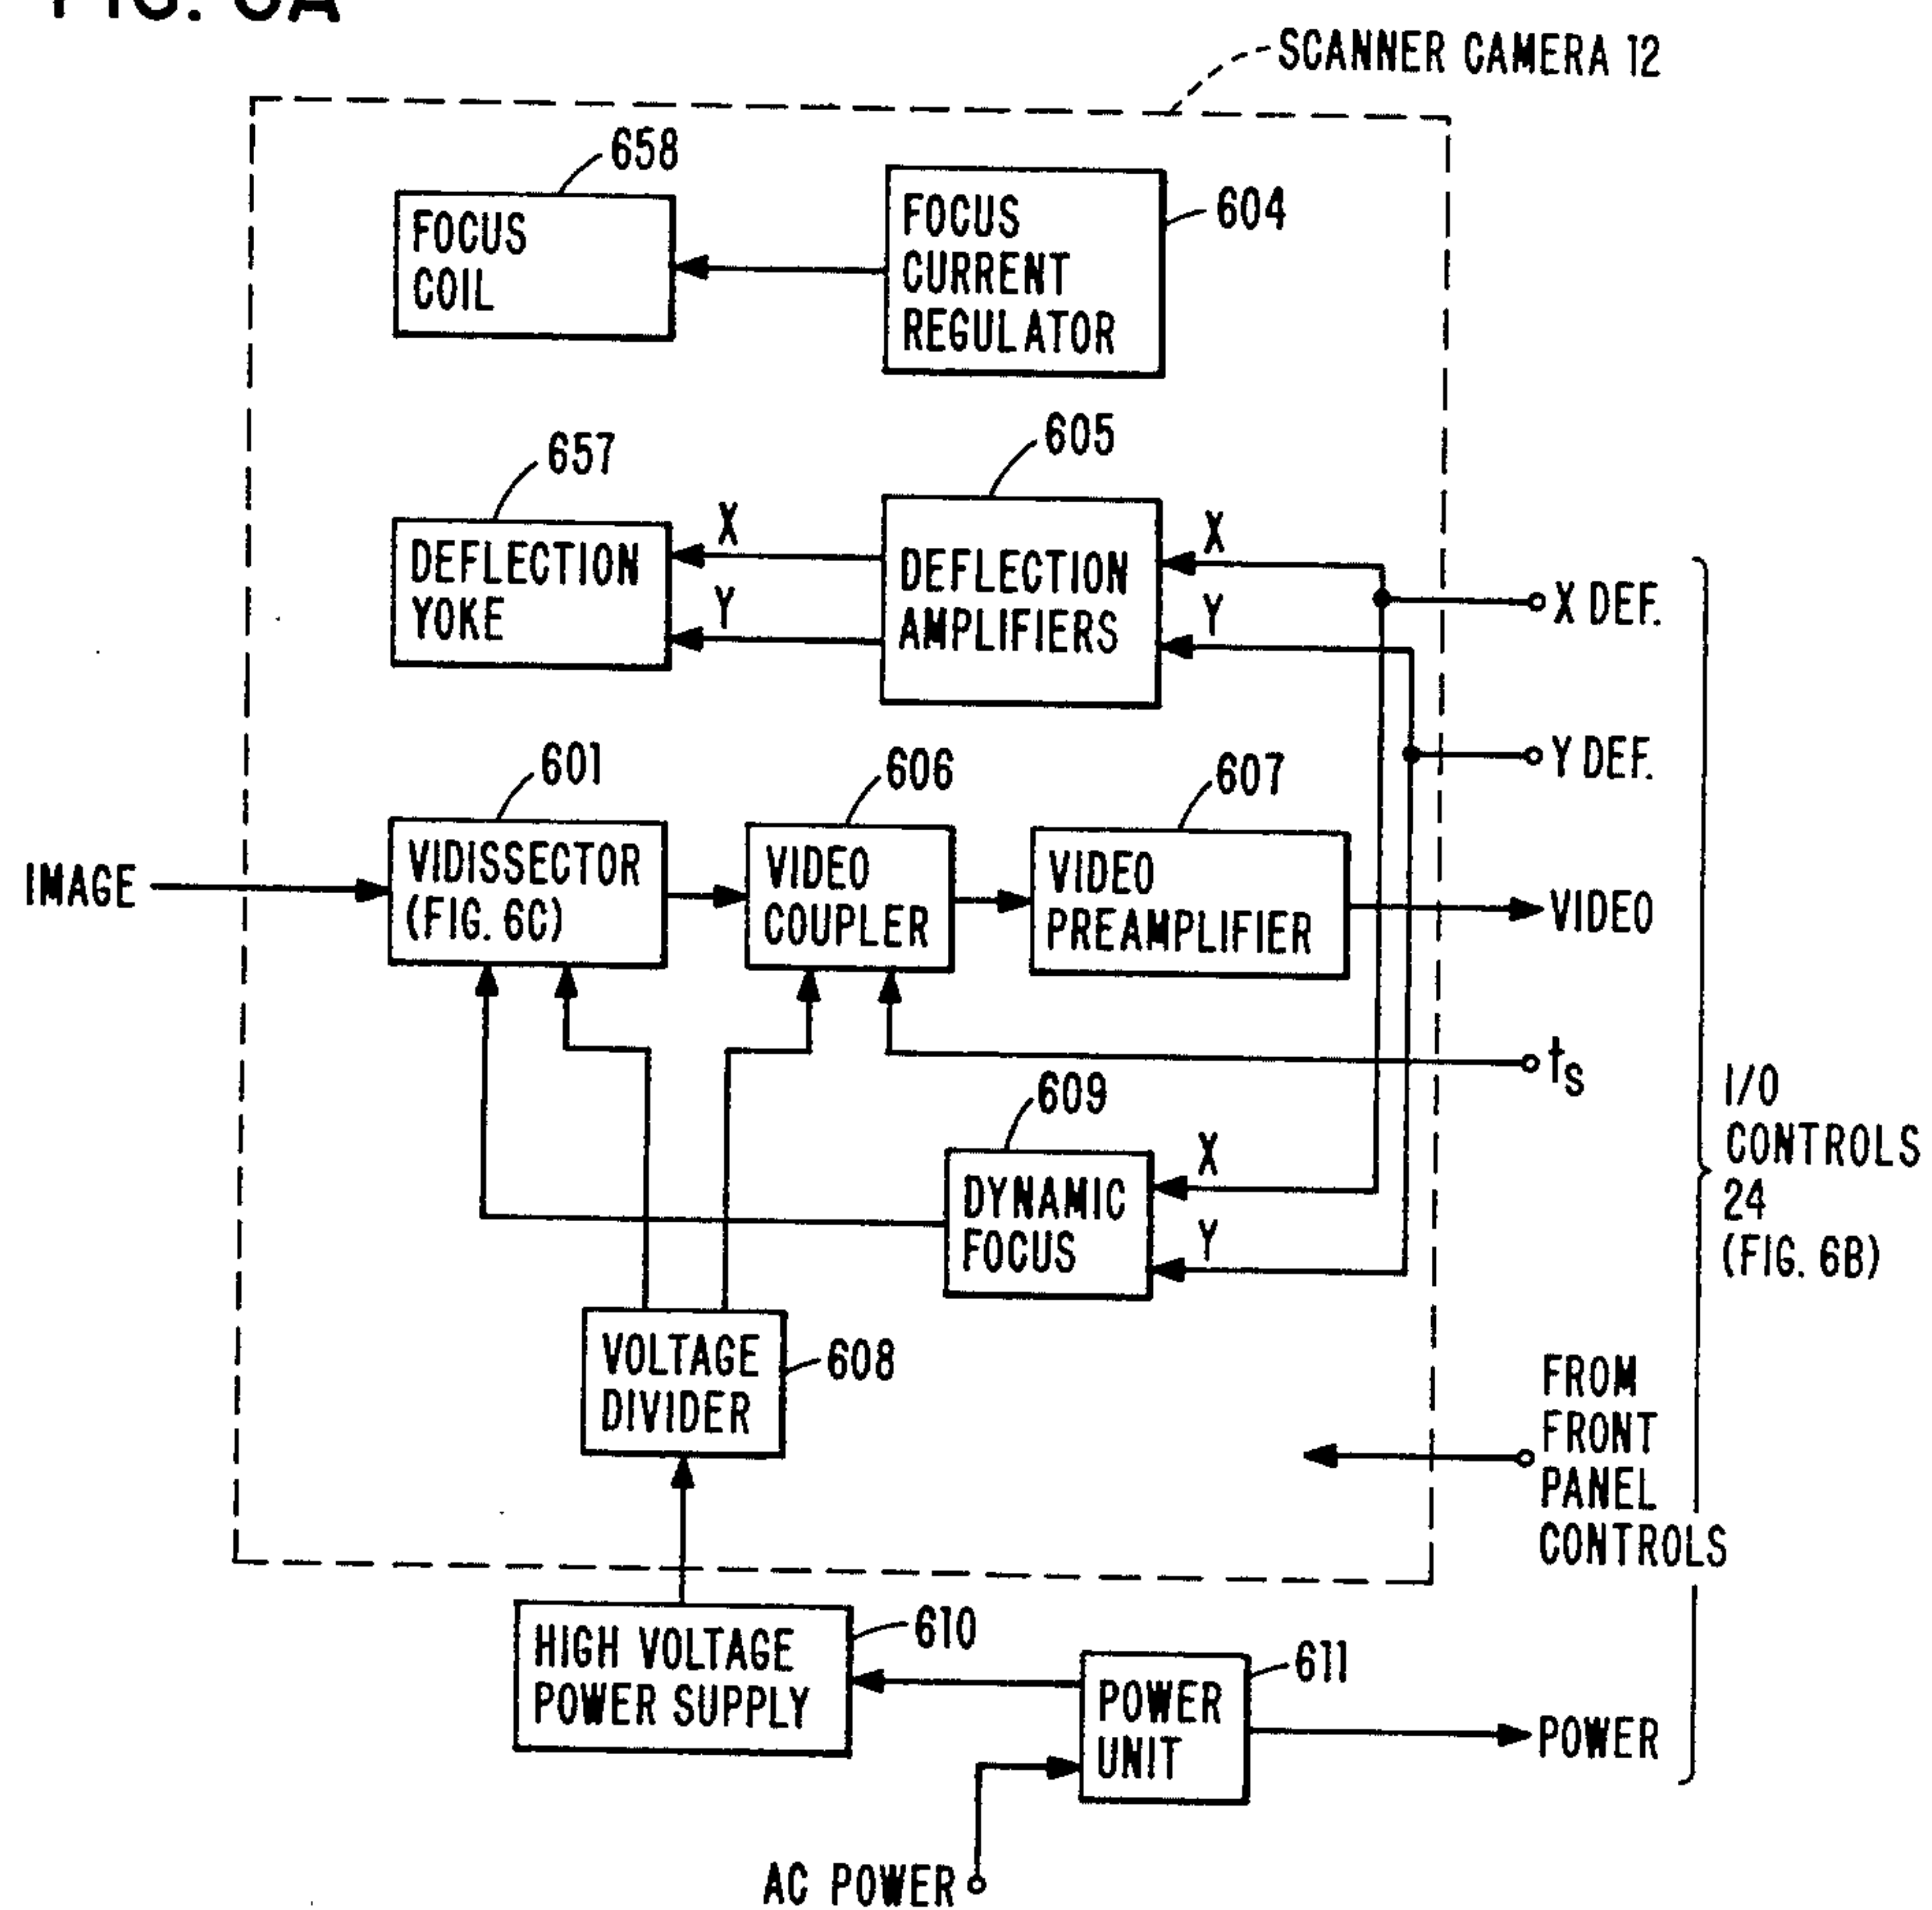 FIG. 6A
SCANNER CAMERA 12
658
FOCUS
COIL
604
FOCUS
CURRENT
REGULATOR
657
DEFLECTION
YOKE
X
Y
605
DEFLECTION
AMPLIFIERS
X
Y
X DEF.
Y DEF.
IMAGE
601
VIDISSECTOR
(FIG. 6C)
606
VIDEO
COUPLER
607
VIDEO
PREAMPLIFIER
VIDEO
ts
609
DYNAMIC
FOCUS
X
Y
I/O
CONTROLS
24
(FIG. 6B)
VOLTAGE
DIVIDER
608
FROM
FRONT
PANEL
CONTROLS
HIGH VOLTAGE
POWER SUPPLY
610
POWER
UNIT
611
POWER
AC POWER